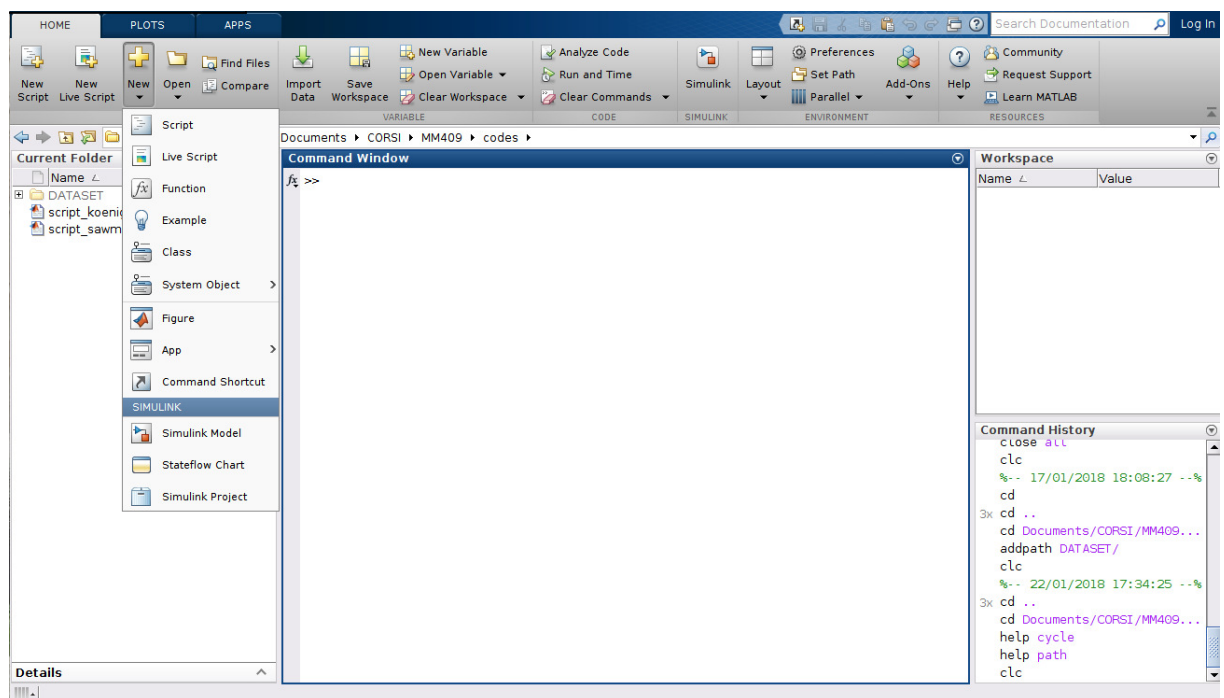 HOME PLOTS APPS
Search Documentation Log In
New Script
New Live Script
New
Open
Find Files
Compare
Import Data
Save Workspace
New Variable
Open Variable
Clear Workspace
VARIABLE
Analyze Code
Run and Time
Clear Commands
CODE
Simulink
SIMULINK
Layout
Preferences
Set Path
Parallel
Add-Ons
ENVIRONMENT
Help
Community
Request Support
Learn MATLAB
RESOURCES
Documents CORSI MM409 codes
Current Folder
Name
DATASET
script_koenig
script_sawm
Script
Live Script
Function
Example
Class
System Object
Figure
App
Command Shortcut
SIMULINK
Simulink Model
Stateflow Chart
Simulink Project
Details
Command Window
fx >>
Workspace
Name Value
Command History
close all
clc
%-- 17/01/2018 18:08:27 --%
cd
3x cd ..
cd Documents/CORSI/MM409...
addpath DATASET/
clc
%-- 22/01/2018 17:34:25 --%
3x cd ..
cd Documents/CORSI/MM409...
help cycle
help path
clc